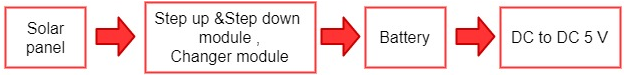 Solar
panel
Step up &Step down
module ,
Changer module
Battery
DC to DC 5 V